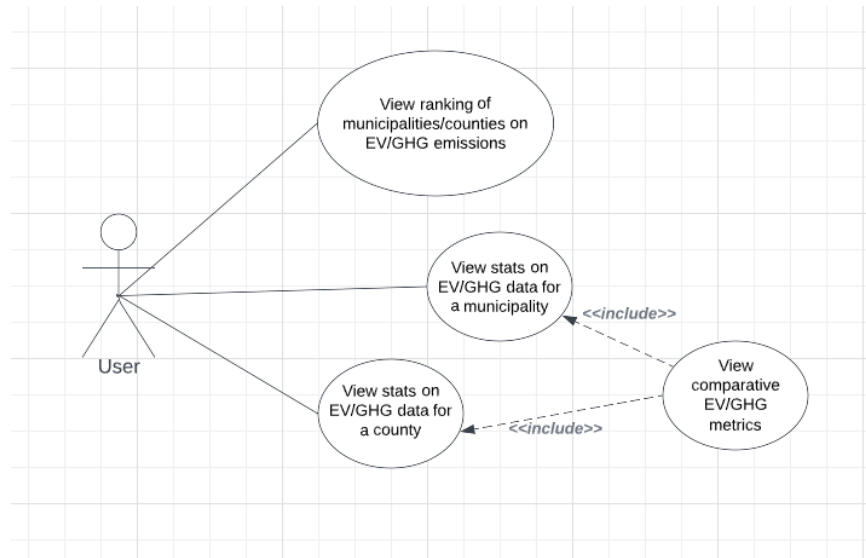 View ranking of
municipalities/counties on
EV/GHG emissions
View stats on
EV/GHG data for
a municipality
<<include>>
User
View
comparative
EV/GHG
metrics
View stats on
EV/GHG data for
a county
<<include>>